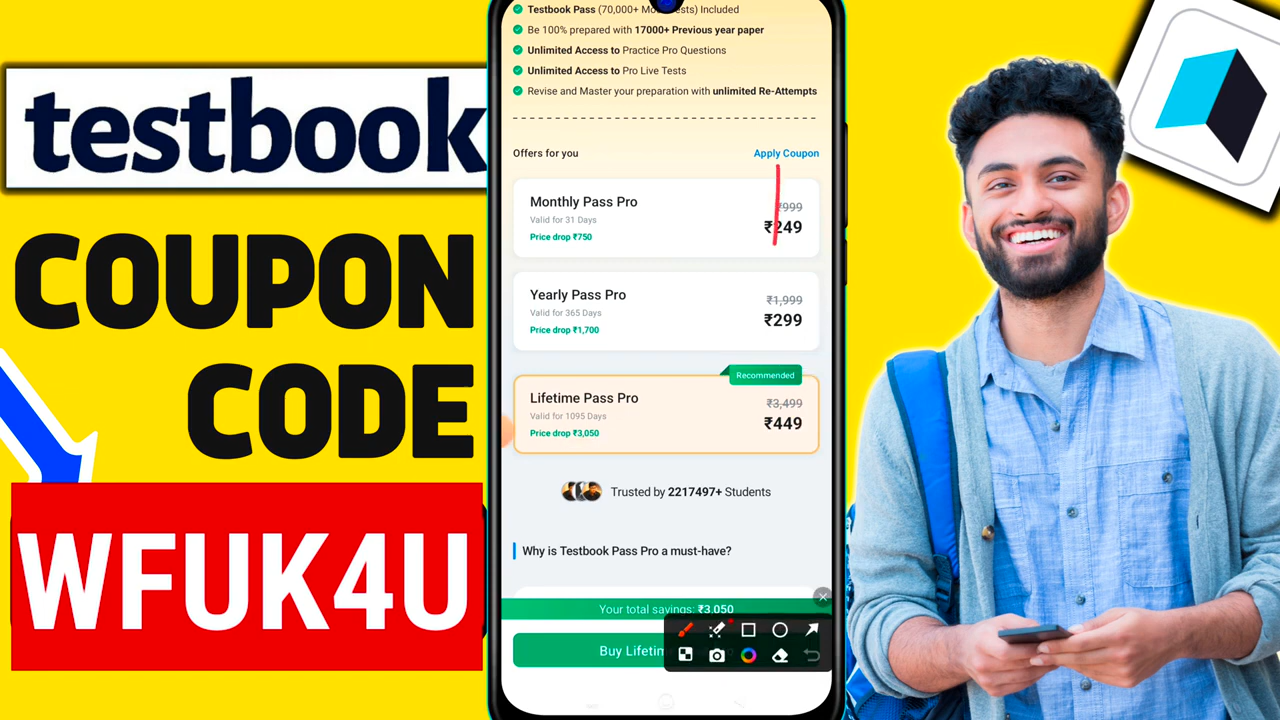 testbook
COUPON
CODE
WFUK4U
Testbook Pass (70,000+ Mock Tests) Included
Be 100% prepared with 17000+ Previous year paper
Unlimited Access to Practice Pro Questions
Unlimited Access to Pro Live Tests
Revise and Master your preparation with unlimited Re-Attempts
Offers for you
Apply Coupon
Monthly Pass Pro
₹999
Valid for 31 Days
₹249
Price drop ₹750
Yearly Pass Pro
₹1,999
Valid for 365 Days
₹299
Price drop ₹1,700
Recommended
Lifetime Pass Pro
₹3,499
Valid for 1095 Days
₹449
Price drop ₹3,050
Trusted by 2217497+ Students
Why is Testbook Pass Pro a must-have?
Your total savings: ₹3,050
Buy Lifetim